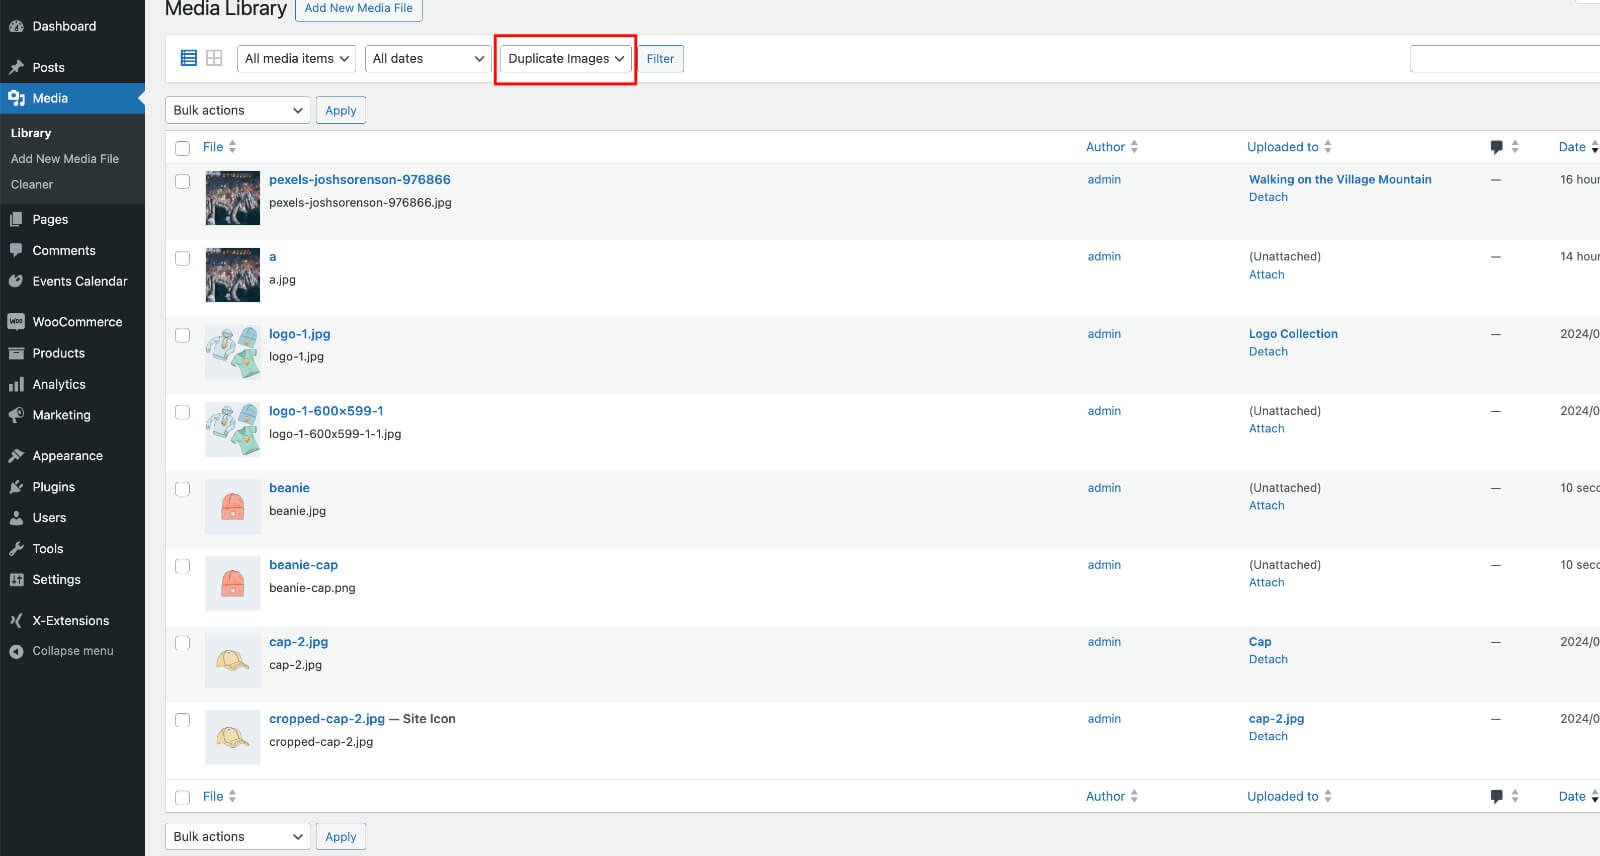 Dashboard
Posts
Media
Library
Add New Media File
Cleaner
Pages
Comments
Events Calendar
WooCommerce
Products
Analytics
Marketing
Appearance
Plugins
Users
Tools
Settings
X-Extensions
Collapse menu
Media Library Add New Media File
All media items All dates Duplicate Images Filter
Bulk actions Apply
File Author Uploaded to Date
pexels-joshsorenson-976866 admin Walking on the Village Mountain — 16 hour
pexels-joshsorenson-976866.jpg Detach
a admin (Unattached) — 14 hour
a.jpg Attach
logo-1.jpg admin Logo Collection — 2024/0
logo-1.jpg Detach
logo-1-600×599-1 admin (Unattached) — 2024/0
logo-1-600x599-1-1.jpg Attach
beanie admin (Unattached) — 10 seco
beanie.jpg Attach
beanie-cap admin (Unattached) — 10 seco
beanie-cap.png Attach
cap-2.jpg admin Cap — 2024/0
cap-2.jpg Detach
cropped-cap-2.jpg — Site Icon admin cap-2.jpg — 2024/0
cropped-cap-2.jpg Detach
File Author Uploaded to Date
Bulk actions Apply